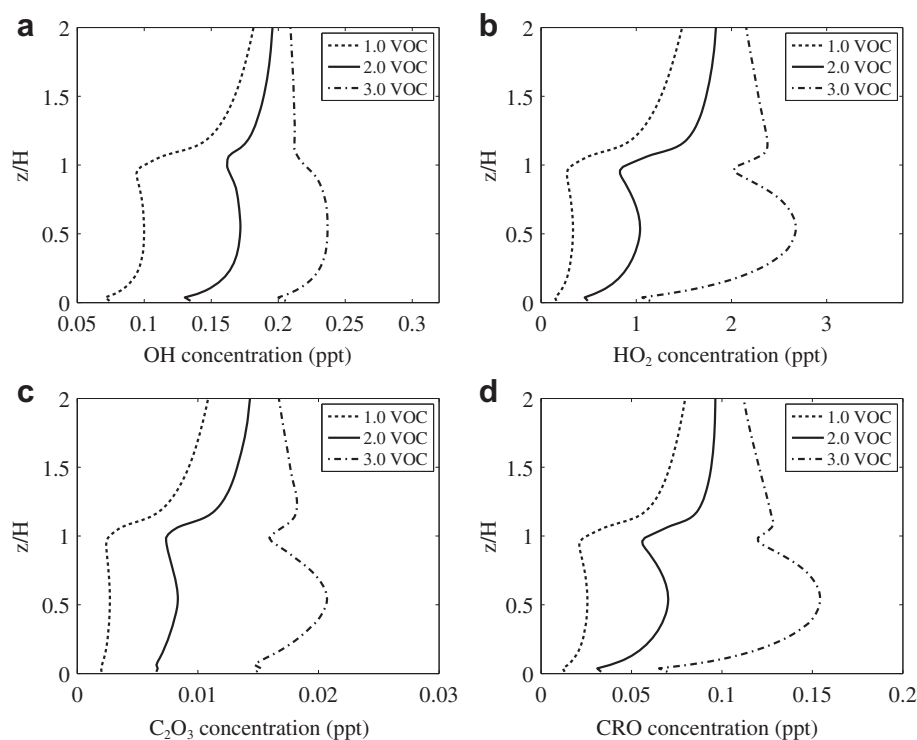 a
2
1.5
1
0.5
0
z/H
0.05 0.1 0.15 0.2 0.25 0.3
OH concentration (ppt)
1.0 VOC
2.0 VOC
3.0 VOC
b
2
1.5
1
0.5
0
z/H
0 1 2 3
HO₂ concentration (ppt)
1.0 VOC
2.0 VOC
3.0 VOC
c
2
1.5
1
0.5
0
z/H
0 0.01 0.02 0.03
C₂O₃ concentration (ppt)
1.0 VOC
2.0 VOC
3.0 VOC
d
2
1.5
1
0.5
0
z/H
0 0.05 0.1 0.15 0.2
CRO concentration (ppt)
1.0 VOC
2.0 VOC
3.0 VOC